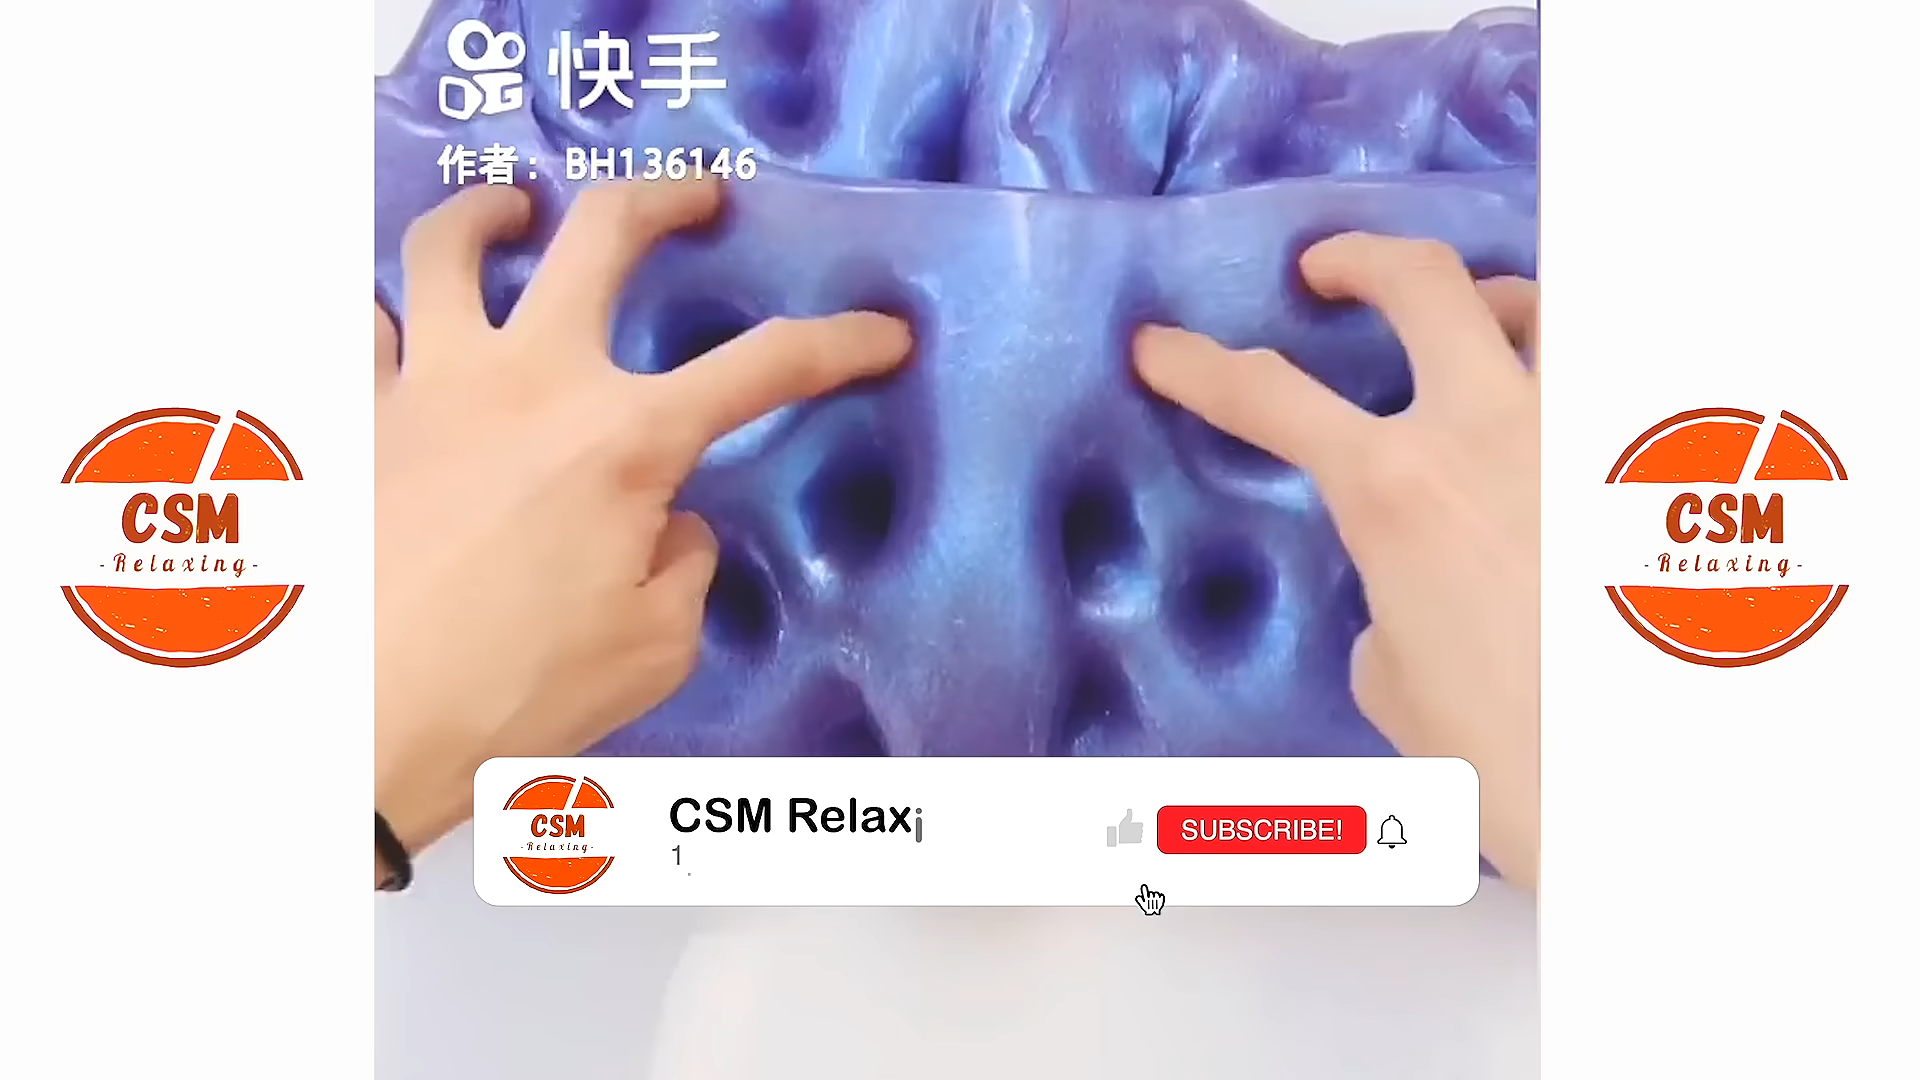 快手
作者：BH136146
CSM
-Relaxing-
CSM
-Relaxing-
CSM
-Relaxing-
CSM Relaxi
1
SUBSCRIBE!